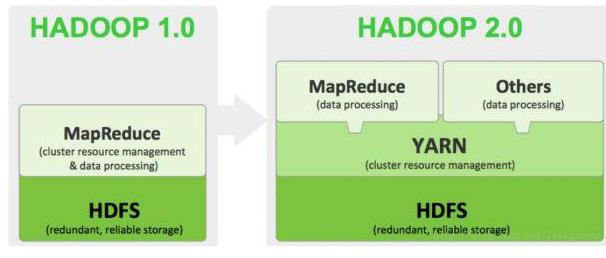 HADOOP 1.0
MapReduce
(cluster resource management
& data processing)
HDFS
(redundant, reliable storage)
HADOOP 2.0
MapReduce
(data processing)
Others
(data processing)
YARN
(cluster resource management)
HDFS
(redundant, reliable storage)